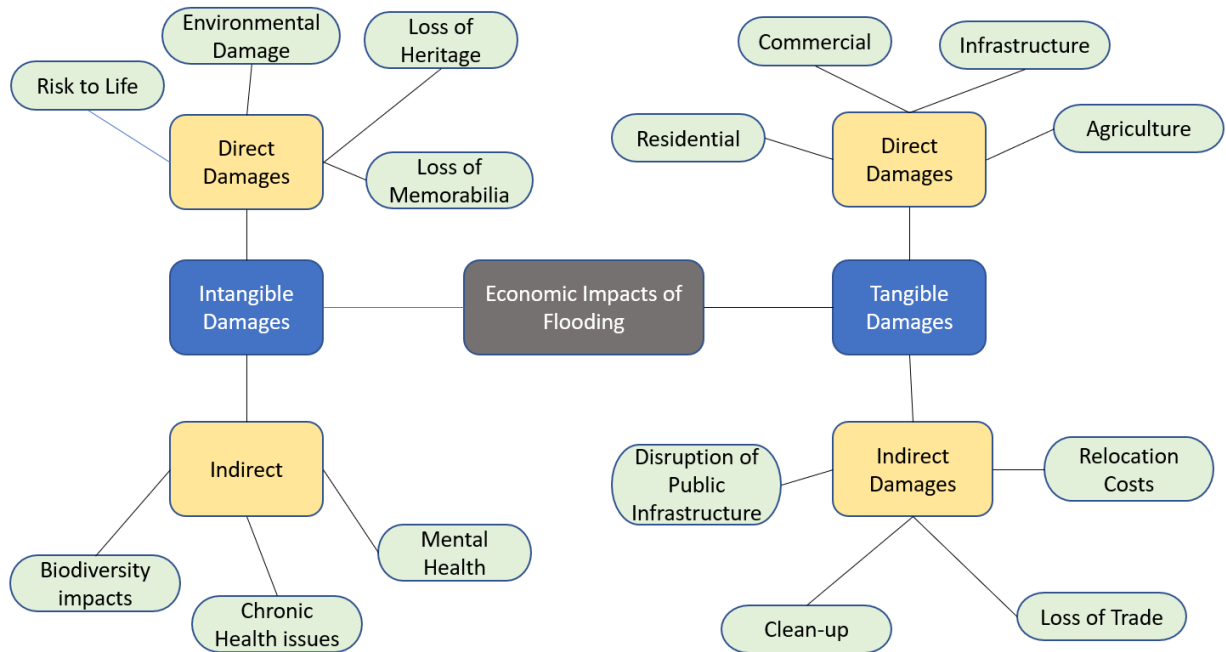 Environmental
Damage
Loss of
Heritage
Risk to Life
Direct
Damages
Loss of
Memorabilia
Commercial
Infrastructure
Residential
Direct
Damages
Agriculture
Intangible
Damages
Economic Impacts of
Flooding
Tangible
Damages
Indirect
Biodiversity
impacts
Chronic
Health issues
Mental
Health
Disruption of
Public
Infrastructure
Indirect
Damages
Relocation
Costs
Clean-up
Loss of Trade